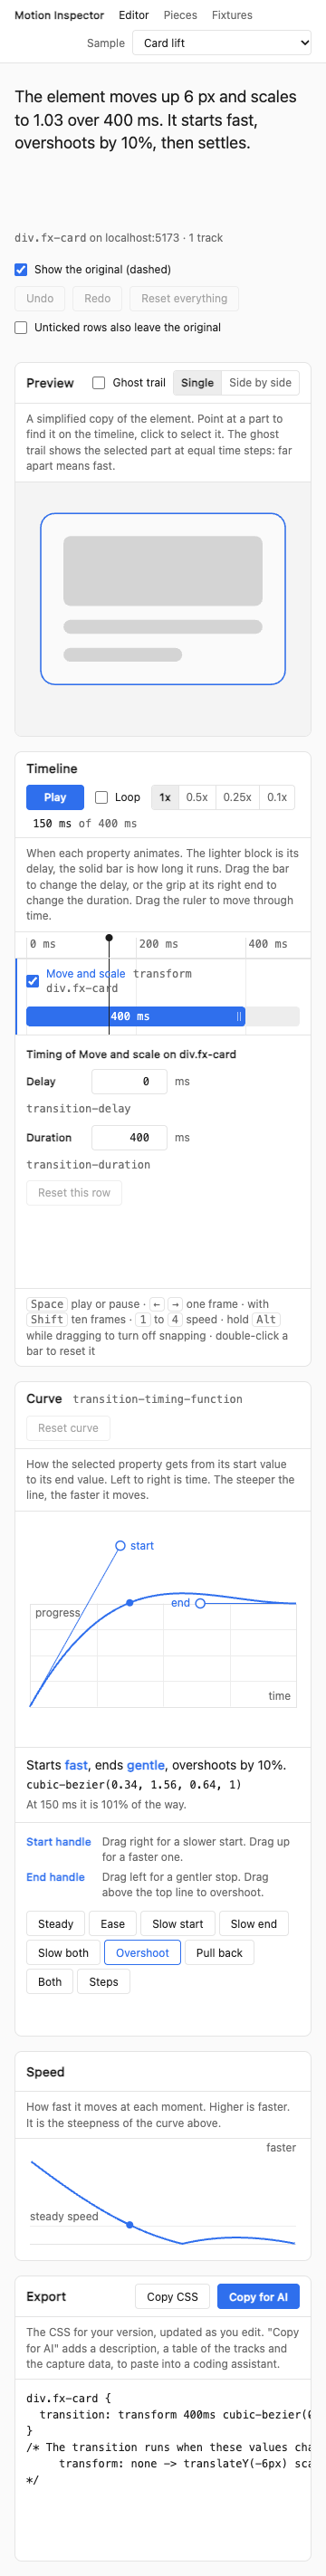 Motion Inspector Editor Pieces Fixtures
Sample Card lift
The element moves up 6 px and scales
to 1.03 over 400 ms. It starts fast,
overshoots by 10%, then settles.
div.fx-card on localhost:5173 · 1 track
Show the original (dashed)
Undo Redo Reset everything
Unticked rows also leave the original
Preview Ghost trail Single Side by side
A simplified copy of the element. Point at a part to
find it on the timeline, click to select it. The ghost
trail shows the selected part at equal time steps: far
apart means fast.
Timeline
Play Loop 1x 0.5x 0.25x 0.1x
150 ms of 400 ms
When each property animates. The lighter block is its
delay, the solid bar is how long it runs. Drag the bar
to change the delay, or the grip at its right end to
change the duration. Drag the ruler to move through
time.
0 ms 200 ms 400 ms
Move and scale transform
div.fx-card
400 ms
Timing of Move and scale on div.fx-card
Delay 0 ms
transition-delay
Duration 400 ms
transition-duration
Reset this row
Space play or pause · ← → one frame · with
Shift ten frames · 1 to 4 speed · hold Alt
while dragging to turn off snapping · double-click a
bar to reset it
Curve transition-timing-function
Reset curve
How the selected property gets from its start value
to its end value. Left to right is time. The steeper the
line, the faster it moves.
start
end
progress
time
Starts fast, ends gentle, overshoots by 10%.
cubic-bezier(0.34, 1.56, 0.64, 1)
At 150 ms it is 101% of the way.
Start handle Drag right for a slower start. Drag up
for a faster one.
End handle Drag left for a gentler stop. Drag
above the top line to overshoot.
Steady Ease Slow start Slow end
Slow both Overshoot Pull back
Both Steps
Speed
How fast it moves at each moment. Higher is faster.
It is the steepness of the curve above.
faster
steady speed
Export Copy CSS Copy for AI
The CSS for your version, updated as you edit. "Copy
for AI" adds a description, a table of the tracks and
the capture data, to paste into a coding assistant.
div.fx-card {
transition: transform 400ms cubic-bezier(
}
/* The transition runs when these values cha
transform: none -> translateY(-6px) sca
*/